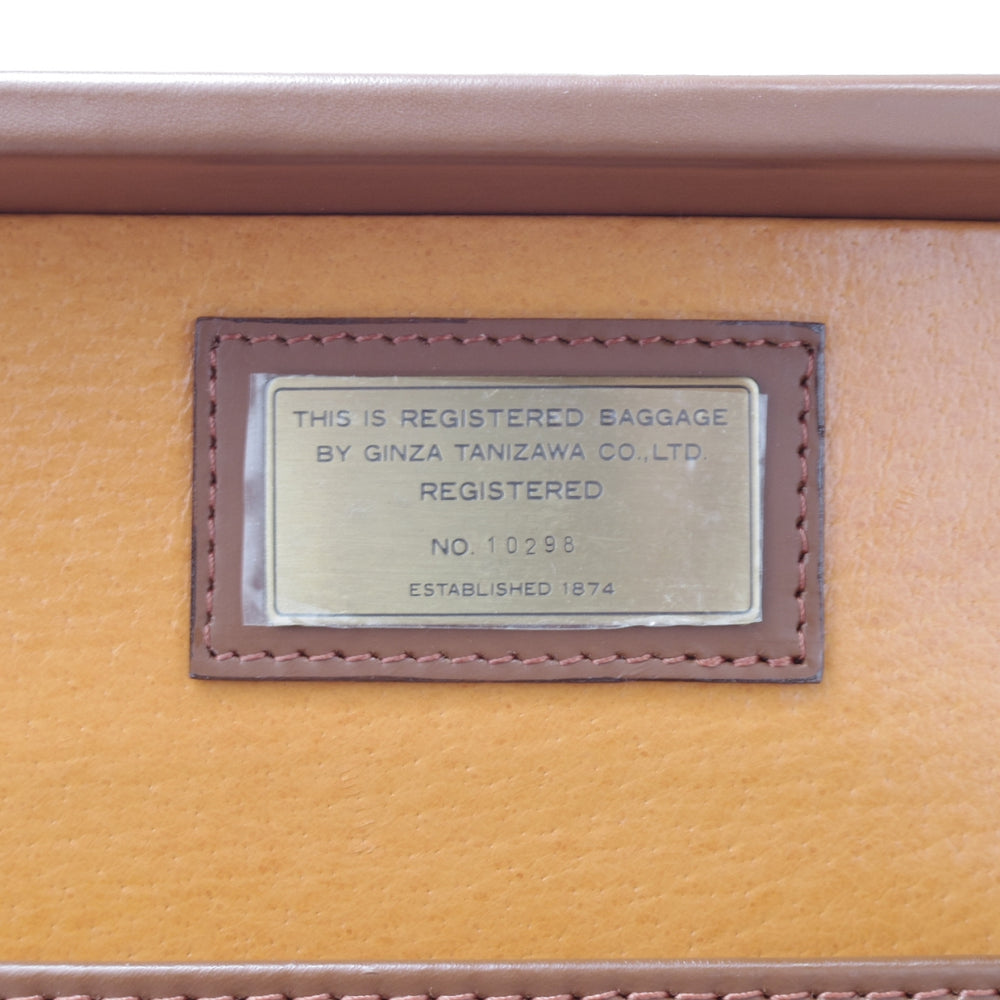 THIS IS REGISTERED BAGGAGE
BY GINZA TANIZAWA CO.,LTD.
REGISTERED
NO. 10298
ESTABLISHED 1874